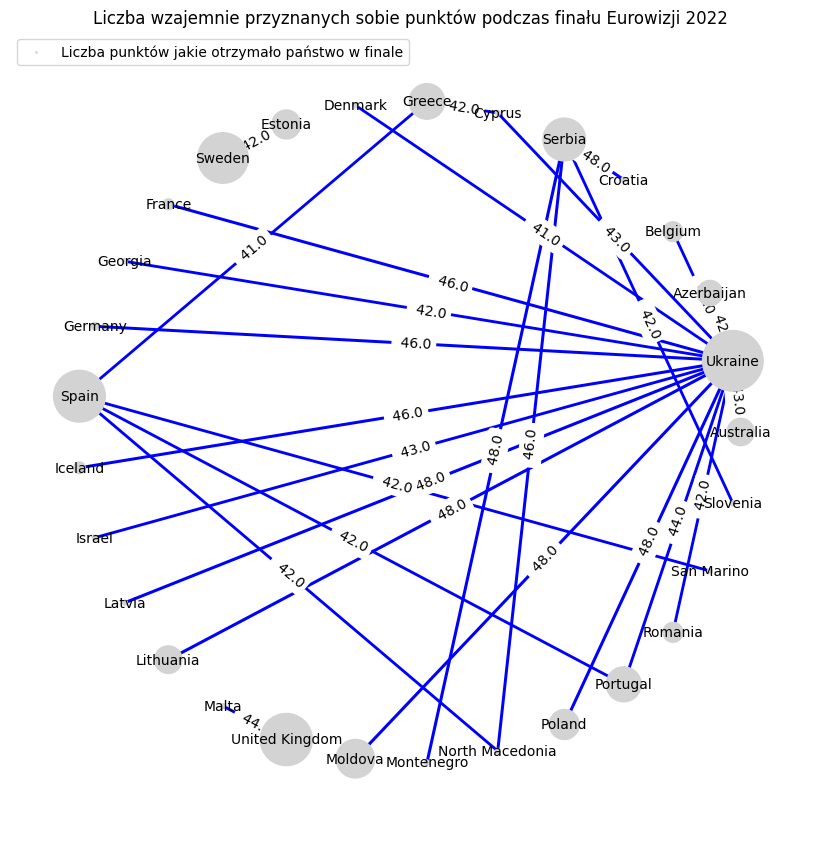 Liczba wzajemnie przyznanych sobie punktów podczas finału Eurowizji 2022
Liczba punktów jakie otrzymało państwo w finale
Greece
42.0
Denmark
Cyprus
Estonia
42.0
Serbia
Sweden
48.0
Croatia
France
Belgium
41.0
41.0
43.0
Georgia
46.0
Azerbaijan
42.0
42.0
Germany
46.0
Ukraine
Spain
46.0
Australia
43.0
48.0
46.0
Iceland
42.0
48.0
42.0
Slovenia
48.0
44.0
Israel
42.0
48.0
48.0
San Marino
42.0
Latvia
Romania
Lithuania
Portugal
Malta
44.
Poland
United Kingdom
North Macedonia
Moldova
Montenegro